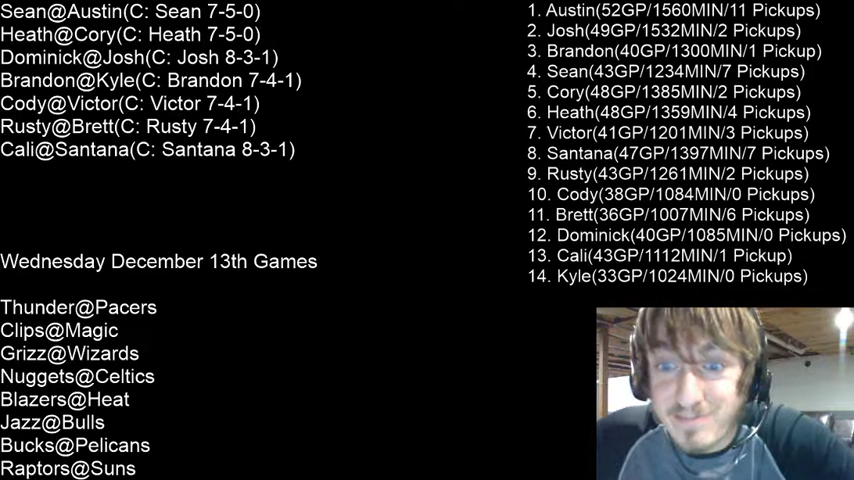 Sean@Austin(C: Sean 7-5-0)
Heath@Cory(C: Heath 7-5-0)
Dominick@Josh(C: Josh 8-3-1)
Brandon@Kyle(C: Brandon 7-4-1)
Cody@Victor(C: Victor 7-4-1)
Rusty@Brett(C: Rusty 7-4-1)
Cali@Santana(C: Santana 8-3-1)
Wednesday December 13th Games
Thunder@Pacers
Clips@Magic
Grizz@Wizards
Nuggets@Celtics
Blazers@Heat
Jazz@Bulls
Bucks@Pelicans
Raptors@Suns
1. Austin(52GP/1560MIN/11 Pickups)
2. Josh(49GP/1532MIN/2 Pickups)
3. Brandon(40GP/1300MIN/1 Pickup)
4. Sean(43GP/1234MIN/7 Pickups)
5. Cory(48GP/1385MIN/2 Pickups)
6. Heath(48GP/1359MIN/4 Pickups)
7. Victor(41GP/1201MIN/3 Pickups)
8. Santana(47GP/1397MIN/7 Pickups)
9. Rusty(43GP/1261MIN/2 Pickups)
10. Cody(38GP/1084MIN/0 Pickups)
11. Brett(36GP/1007MIN/6 Pickups)
12. Dominick(40GP/1085MIN/0 Pickups)
13. Cali(43GP/1112MIN/1 Pickup)
14. Kyle(33GP/1024MIN/0 Pickups)